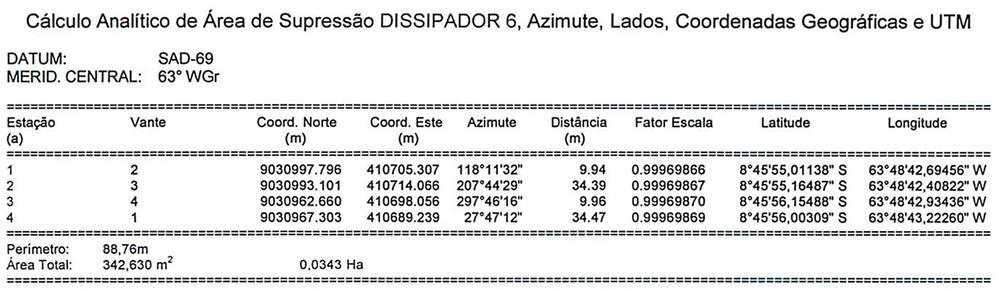 Cálculo Analítico de Área de Supressão DISSIPADOR 6, Azimute, Lados, Coordenadas Geográficas e UTM
DATUM: SAD-69
MERID. CENTRAL: 63° WGr
Estação Vante Coord. Norte Coord. Este Azimute Distância Fator Escala Latitude Longitude
(a) (m) (m) (m)
1 2 9030997.796 410705.307 118°11'32" 9.94 0.99969866 8°45'55,01138" S 63°48'42,69456" W
2 3 9030993.101 410714.066 207°44'29" 34.39 0.99969867 8°45'55,16487" S 63°48'42,40822" W
3 4 9030962.660 410698.056 297°46'16" 9.96 0.99969870 8°45'56,15488" S 63°48'42,93436" W
4 1 9030967.303 410689.239 27°47'12" 34.47 0.99969869 8°45'56,00309" S 63°48'43,22260" W
Perímetro: 88,76m
Área Total: 342,630 m² 0,0343 Ha